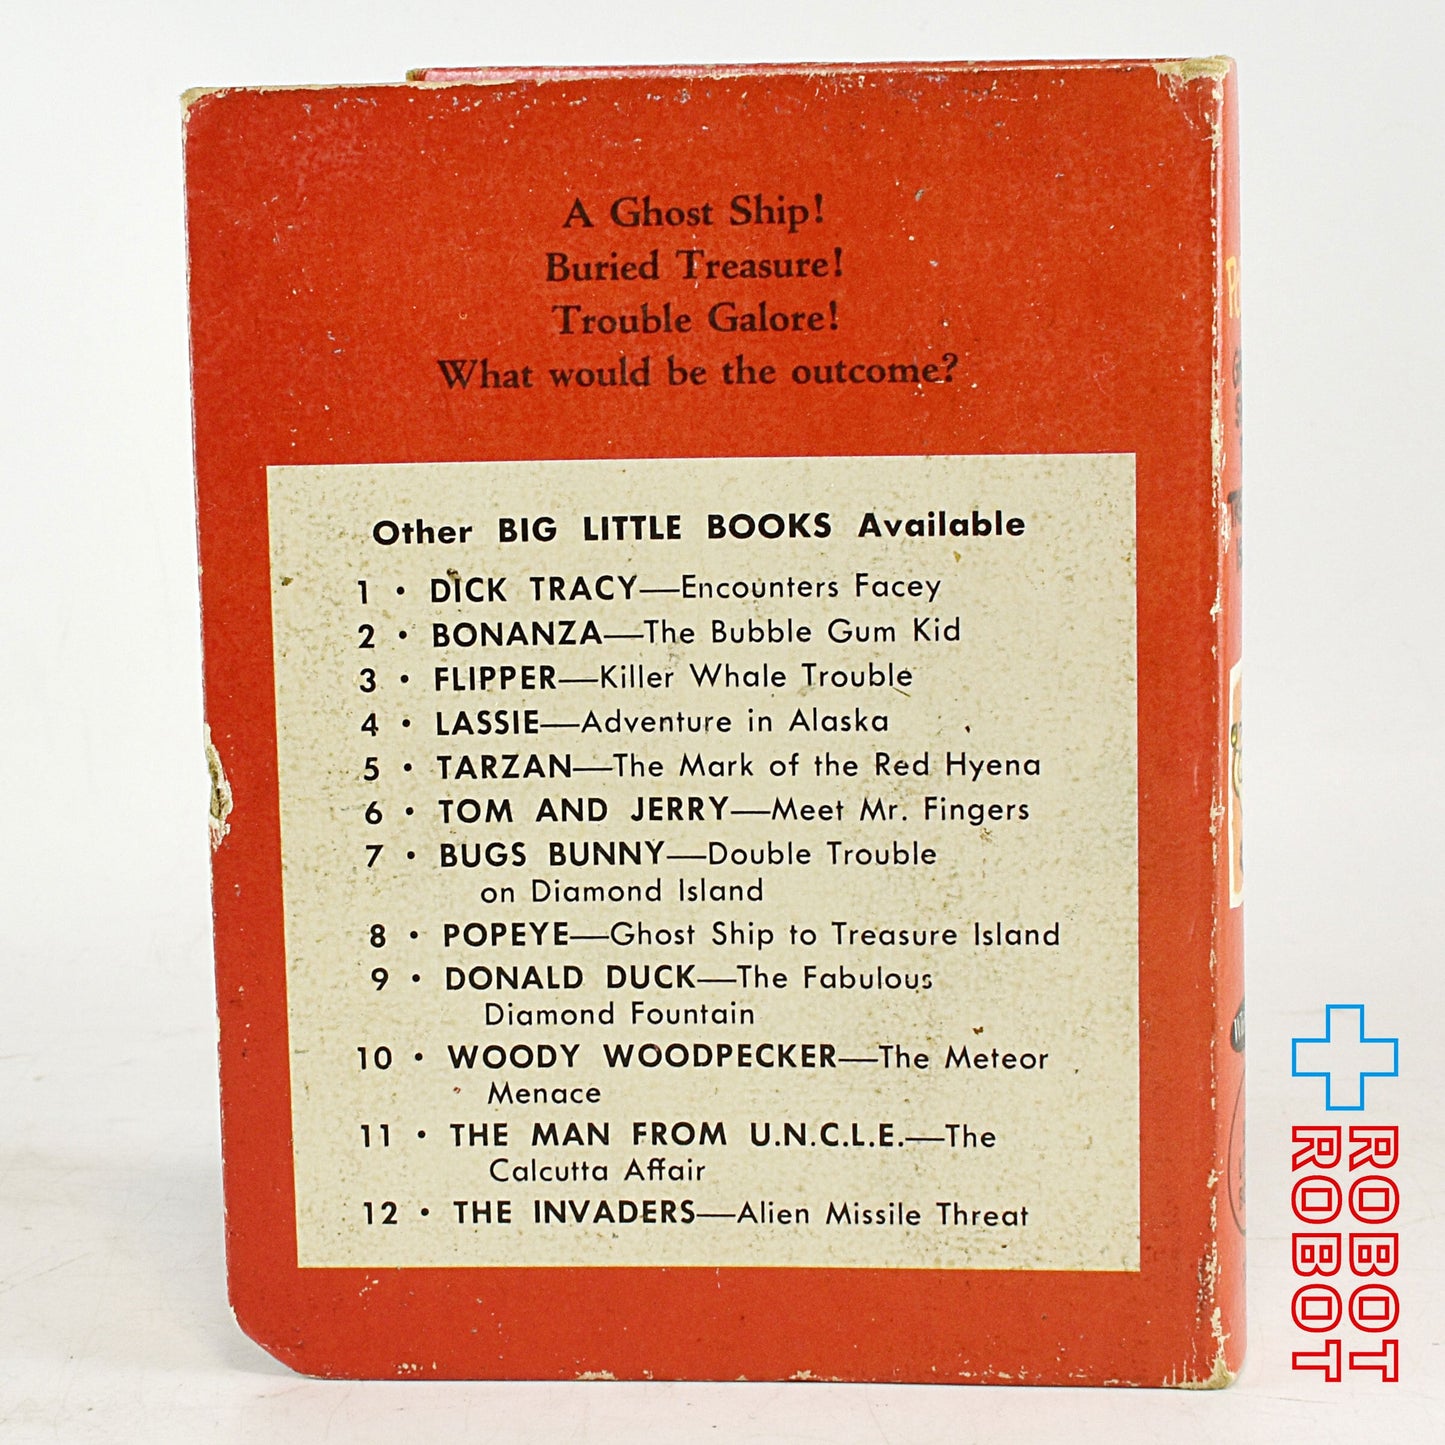 A Ghost Ship!
Buried Treasure!
Trouble Galore!
What would be the outcome?
Other BIG LITTLE BOOKS Available
1 • DICK TRACY—Encounters Facey
2 • BONANZA—The Bubble Gum Kid
3 • FLIPPER—Killer Whale Trouble
4 • LASSIE—Adventure in Alaska
5 • TARZAN—The Mark of the Red Hyena
6 • TOM AND JERRY—Meet Mr. Fingers
7 • BUGS BUNNY—Double Trouble
on Diamond Island
8 • POPEYE—Ghost Ship to Treasure Island
9 • DONALD DUCK—The Fabulous
Diamond Fountain
10 • WOODY WOODPECKER—The Meteor
Menace
11 • THE MAN FROM U.N.C.L.E.—The
Calcutta Affair
12 • THE INVADERS—Alien Missile Threat
ROBOT
ROBOT